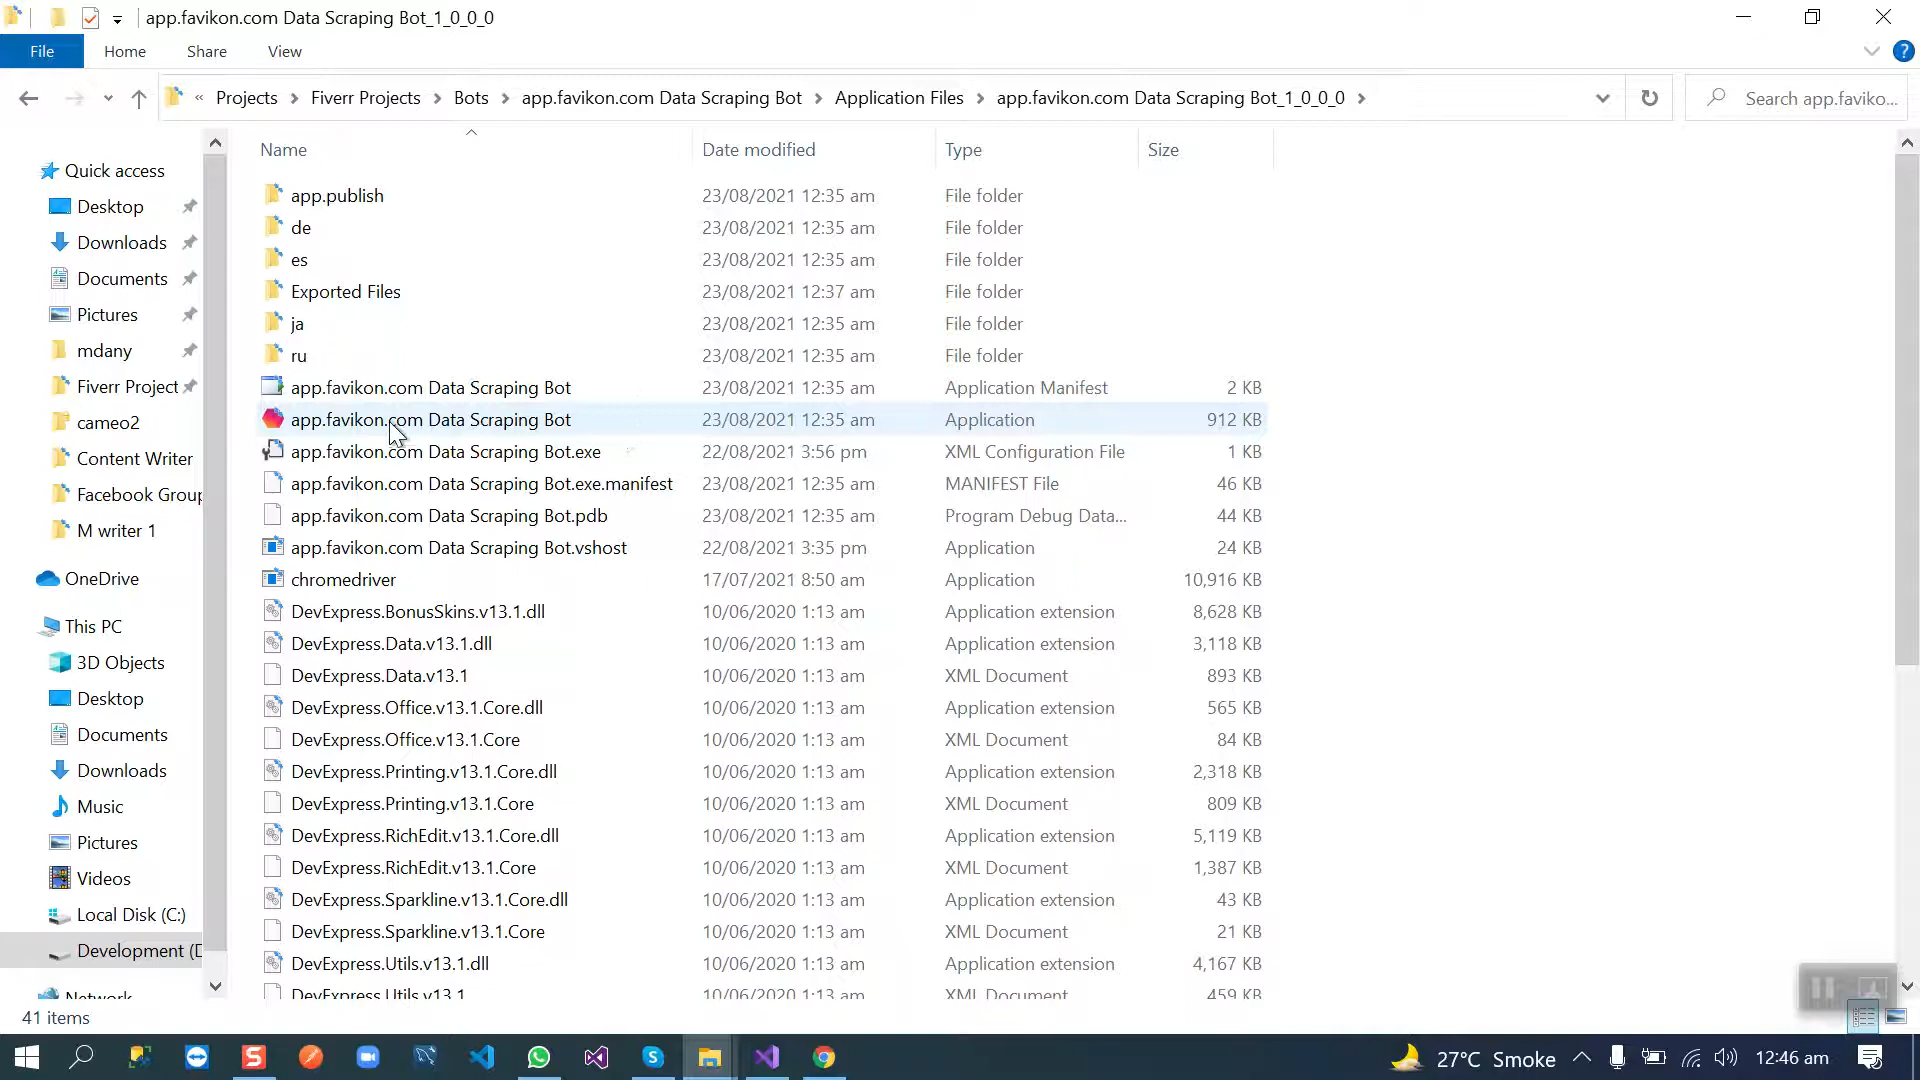 app.favikon.com Data Scraping Bot_1_0_0_0
File Home Share View
« Projects Fiverr Projects Bots app.favikon.com Data Scraping Bot Application Files app.favikon.com Data Scraping Bot_1_0_0_0 Search app.faviko...
Name Date modified Type Size
Quick access
Desktop
Downloads
Documents
Pictures
mdany
Fiverr Project
cameo2
Content Writer
Facebook Group
M writer 1
OneDrive
This PC
3D Objects
Desktop
Documents
Downloads
Music
Pictures
Videos
Local Disk (C:)
Development (D
Network
app.publish 23/08/2021 12:35 am File folder
de 23/08/2021 12:35 am File folder
es 23/08/2021 12:35 am File folder
Exported Files 23/08/2021 12:37 am File folder
ja 23/08/2021 12:35 am File folder
ru 23/08/2021 12:35 am File folder
app.favikon.com Data Scraping Bot 23/08/2021 12:35 am Application Manifest 2 KB
app.favikon.com Data Scraping Bot 23/08/2021 12:35 am Application 912 KB
app.favikon.com Data Scraping Bot.exe 22/08/2021 3:56 pm XML Configuration File 1 KB
app.favikon.com Data Scraping Bot.exe.manifest 23/08/2021 12:35 am MANIFEST File 46 KB
app.favikon.com Data Scraping Bot.pdb 23/08/2021 12:35 am Program Debug Data... 44 KB
app.favikon.com Data Scraping Bot.vshost 22/08/2021 3:35 pm Application 24 KB
chromedriver 17/07/2021 8:50 am Application 10,916 KB
DevExpress.BonusSkins.v13.1.dll 10/06/2020 1:13 am Application extension 8,628 KB
DevExpress.Data.v13.1.dll 10/06/2020 1:13 am Application extension 3,118 KB
DevExpress.Data.v13.1 10/06/2020 1:13 am XML Document 893 KB
DevExpress.Office.v13.1.Core.dll 10/06/2020 1:13 am Application extension 565 KB
DevExpress.Office.v13.1.Core 10/06/2020 1:13 am XML Document 84 KB
DevExpress.Printing.v13.1.Core.dll 10/06/2020 1:13 am Application extension 2,318 KB
DevExpress.Printing.v13.1.Core 10/06/2020 1:13 am XML Document 809 KB
DevExpress.RichEdit.v13.1.Core.dll 10/06/2020 1:13 am Application extension 5,119 KB
DevExpress.RichEdit.v13.1.Core 10/06/2020 1:13 am XML Document 1,387 KB
DevExpress.Sparkline.v13.1.Core.dll 10/06/2020 1:13 am Application extension 43 KB
DevExpress.Sparkline.v13.1.Core 10/06/2020 1:13 am XML Document 21 KB
DevExpress.Utils.v13.1.dll 10/06/2020 1:13 am Application extension 4,167 KB
DevExpress.Utils.v13.1 10/06/2020 1:13 am XML Document 459 KB
41 items
27°C Smoke 12:46 am